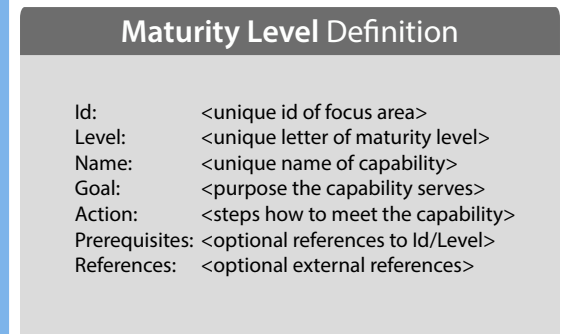 Maturity Level Definition
Id: <unique id of focus area>
Level: <unique letter of maturity level>
Name: <unique name of capability>
Goal: <purpose the capability serves>
Action: <steps how to meet the capability>
Prerequisites: <optional references to Id/Level>
References: <optional external references>